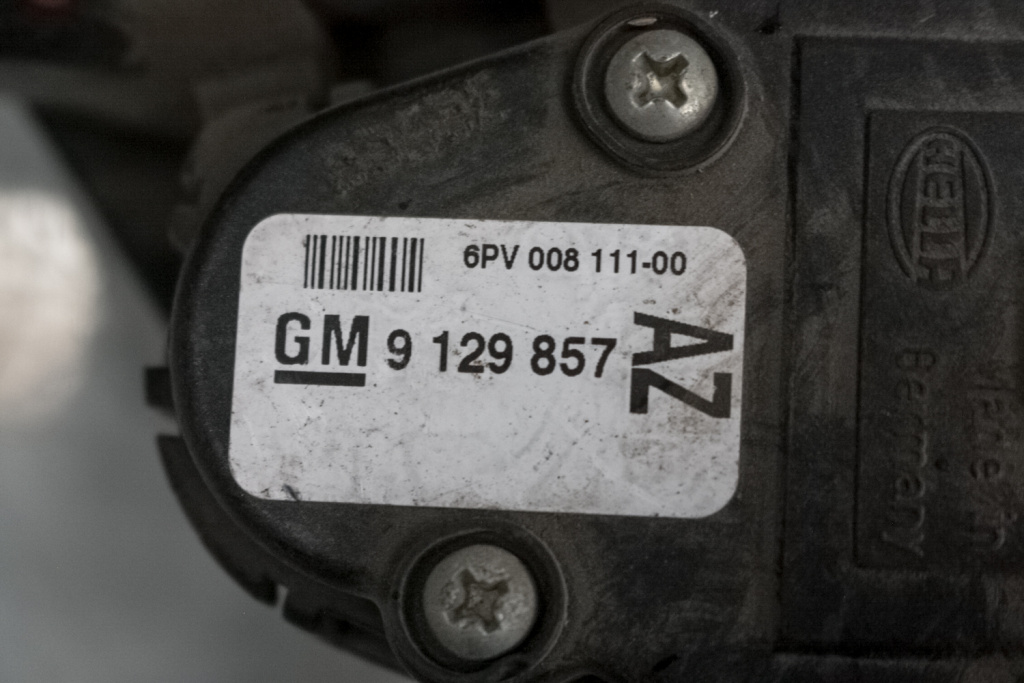 6PV 008 111-00
GM 9 129 857
AZ
HELLA
made in
Germany